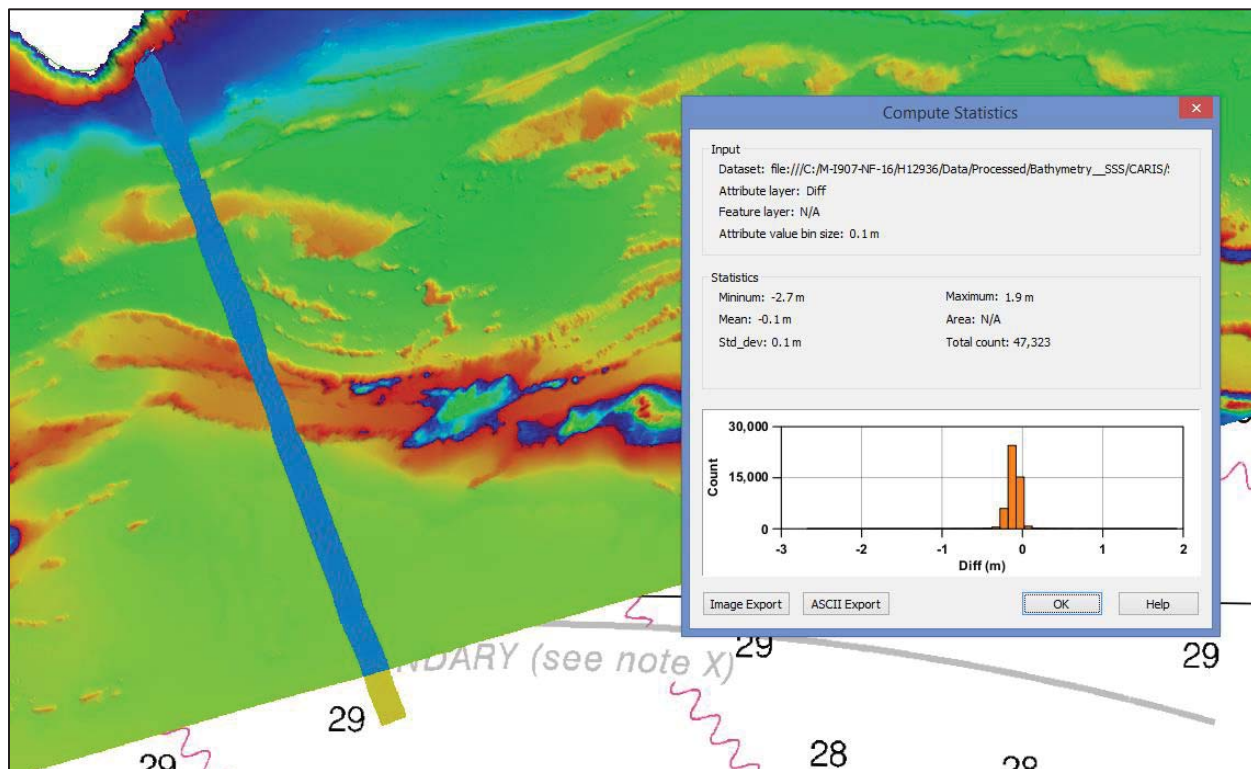 Compute Statistics
Input
Dataset: file:///C:/M-I907-NF-16/H12936/Data/Processed/Bathymetry__SSS/CARIS/
Attribute layer: Diff
Feature layer: N/A
Attribute value bin size: 0.1 m
Statistics
Mininum: -2.7 m
Maximum: 1.9 m
Mean: -0.1 m
Area: N/A
Std_dev: 0.1 m
Total count: 47,323
30,000
15,000
0
Count
-3 -2 -1 0 1 2
Diff (m)
Image Export ASCII Export OK Help
NDARY (see note X)
29
29
29
29
28
28